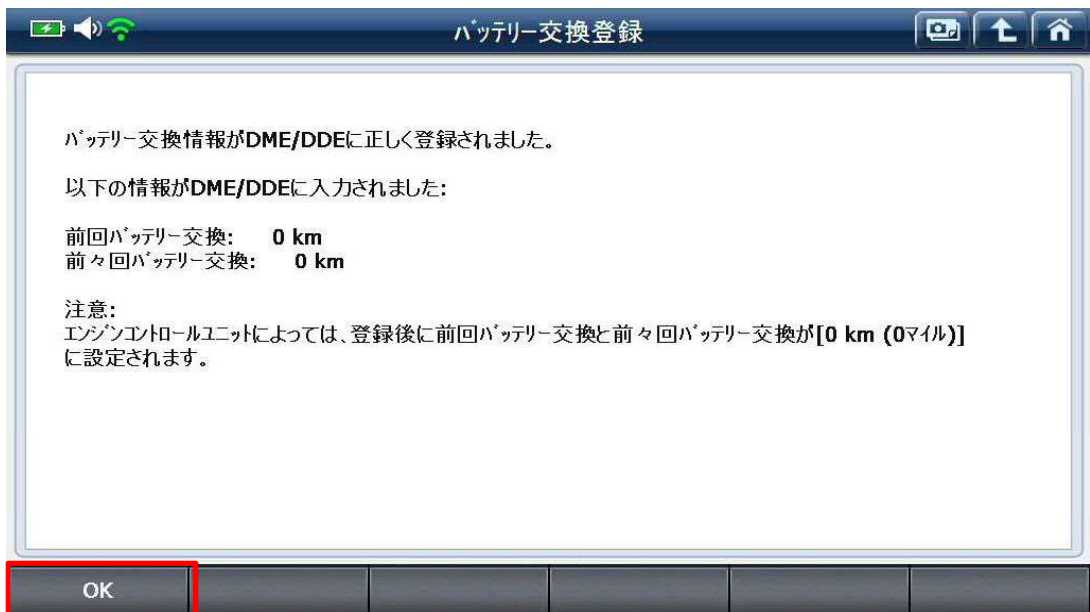 バッテリー交換登録
バッテリー交換情報がDME/DDEに正しく登録されました。
以下の情報がDME/DDEに入力されました:
前回バッテリー交換: 0 km
前々回バッテリー交換: 0 km
注意:
エンジンコントロールユニットによっては、登録後に前回バッテリー交換と前々回バッテリー交換が[0 km (0マイル)]
に設定されます。
OK